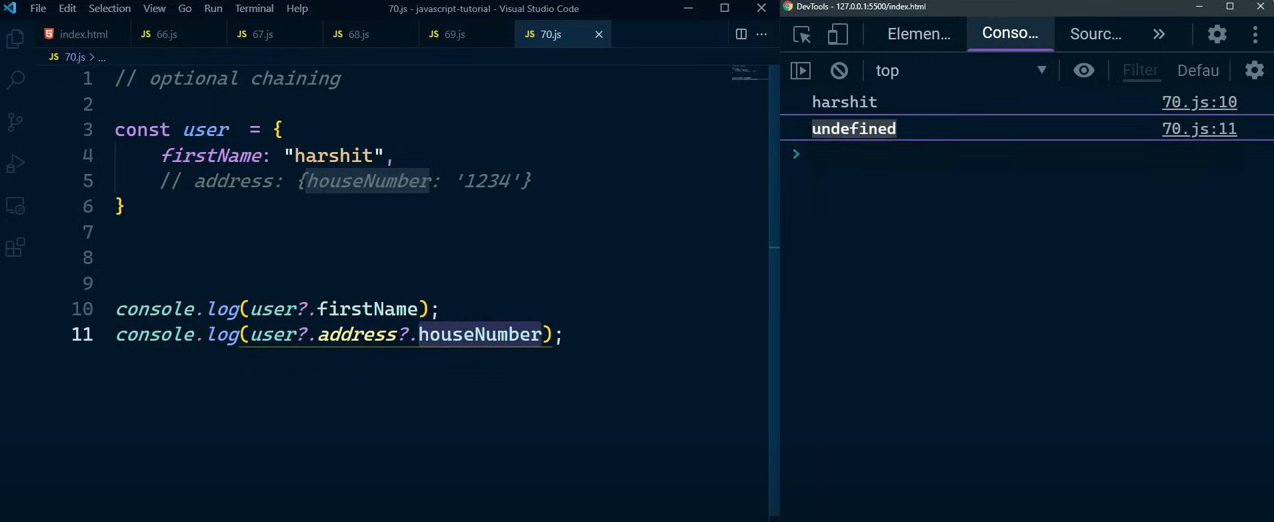 File Edit Selection View Go Run Terminal Help 70.js - javascript-tutorial - Visual Studio Code
index.html JS 66.js JS 67.js JS 68.js JS 69.js JS 70.js
JS 70.js > ...
1 // optional chaining
2
3 const user = {
4 firstName: "harshit",
5 // address: {houseNumber: '1234'}
6 }
7
8
9
10 console.log(user?.firstName);
11 console.log(user?.address?.houseNumber);
DevTools - 127.0.0.1:5500/index.html
Elemen... Conso... Sourc...
top Filter Defau
harshit 70.js:10
undefined 70.js:11